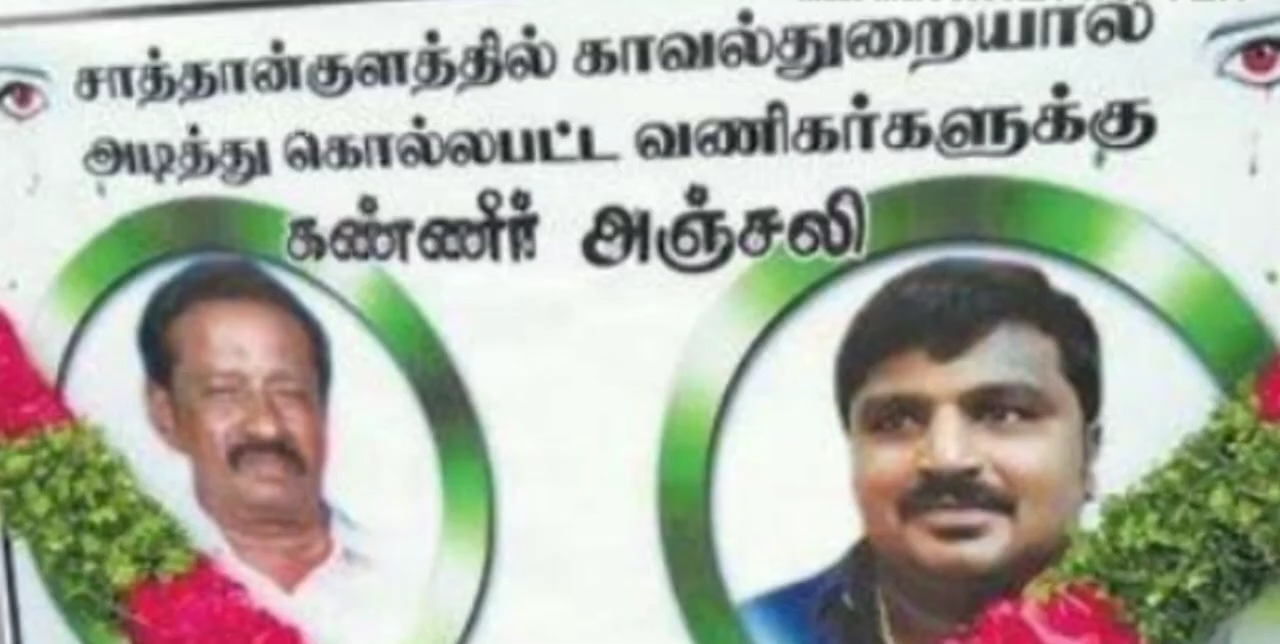 சாத்தான்குளத்தில் காவல்துறையால்
அடித்து கொல்லபட்ட வணிகர்களுக்கு
கண்ணீர் அஞ்சலி